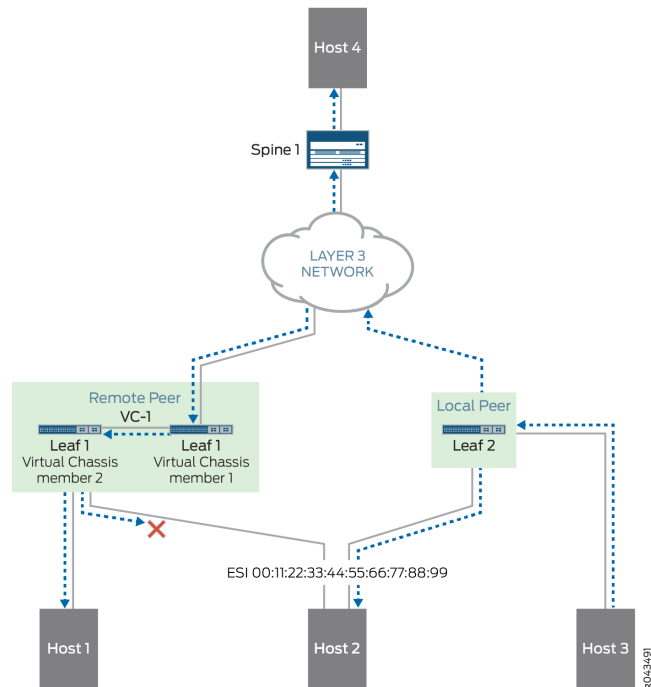 Host 4
Spine 1
LAYER 3
NETWORK
Remote Peer
VC-1
Leaf 1
Virtual Chassis
member 2
Leaf 1
Virtual Chassis
member 1
Local Peer
Leaf 2
ESI 00:11:22:33:44:55:66:77:88:99
Host 1
Host 2
Host 3
g043491